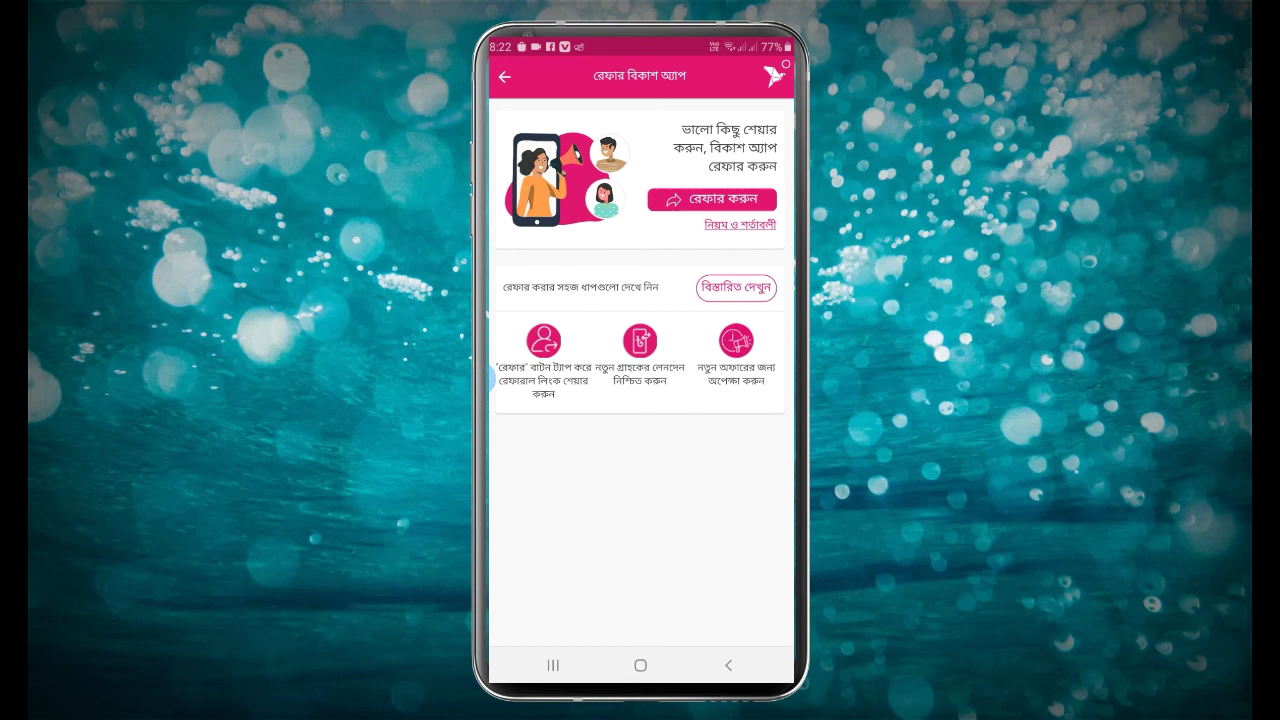 8:22
77%
রেফার বিকাশ অ্যাপ
ভালো কিছু শেয়ার
করুন, বিকাশ অ্যাপ
রেফার করুন
রেফার করুন
নিয়ম ও শর্তাবলী
রেফার করার সহজ ধাপগুলো দেখে নিন
বিস্তারিত দেখুন
"রেফার" বাটন ট্যাপ করে
রেফারাল লিংক শেয়ার
করুন
নতুন গ্রাহকের লেনদেন
নিশ্চিত করুন
নতুন অফারের জন্য
অপেক্ষা করুন